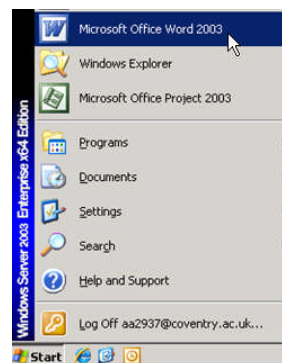 Microsoft Office Word 2003
Windows Explorer
Microsoft Office Project 2003
Programs
Documents
Settings
Search
Help and Support
Log Off aa2937@coventry.ac.uk...
Windows Server 2003 Enterprise x64 Edition
Start